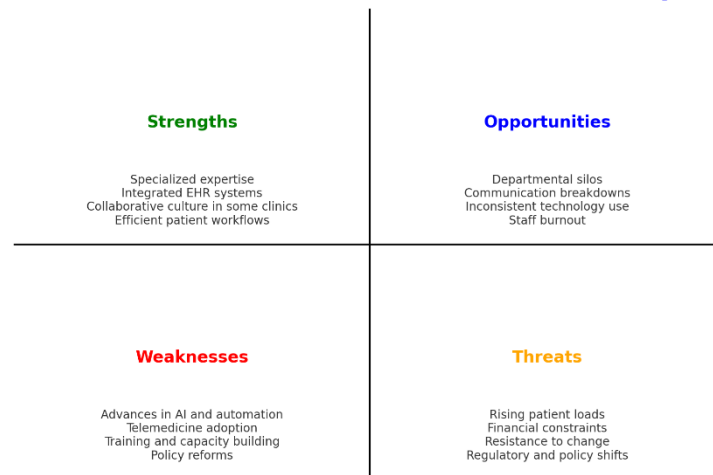 Strengths
Specialized expertise
Integrated EHR systems
Collaborative culture in some clinics
Efficient patient workflows
Opportunities
Departmental silos
Communication breakdowns
Inconsistent technology use
Staff burnout
Weaknesses
Advances in AI and automation
Telemedicine adoption
Training and capacity building
Policy reforms
Threats
Rising patient loads
Financial constraints
Resistance to change
Regulatory and policy shifts